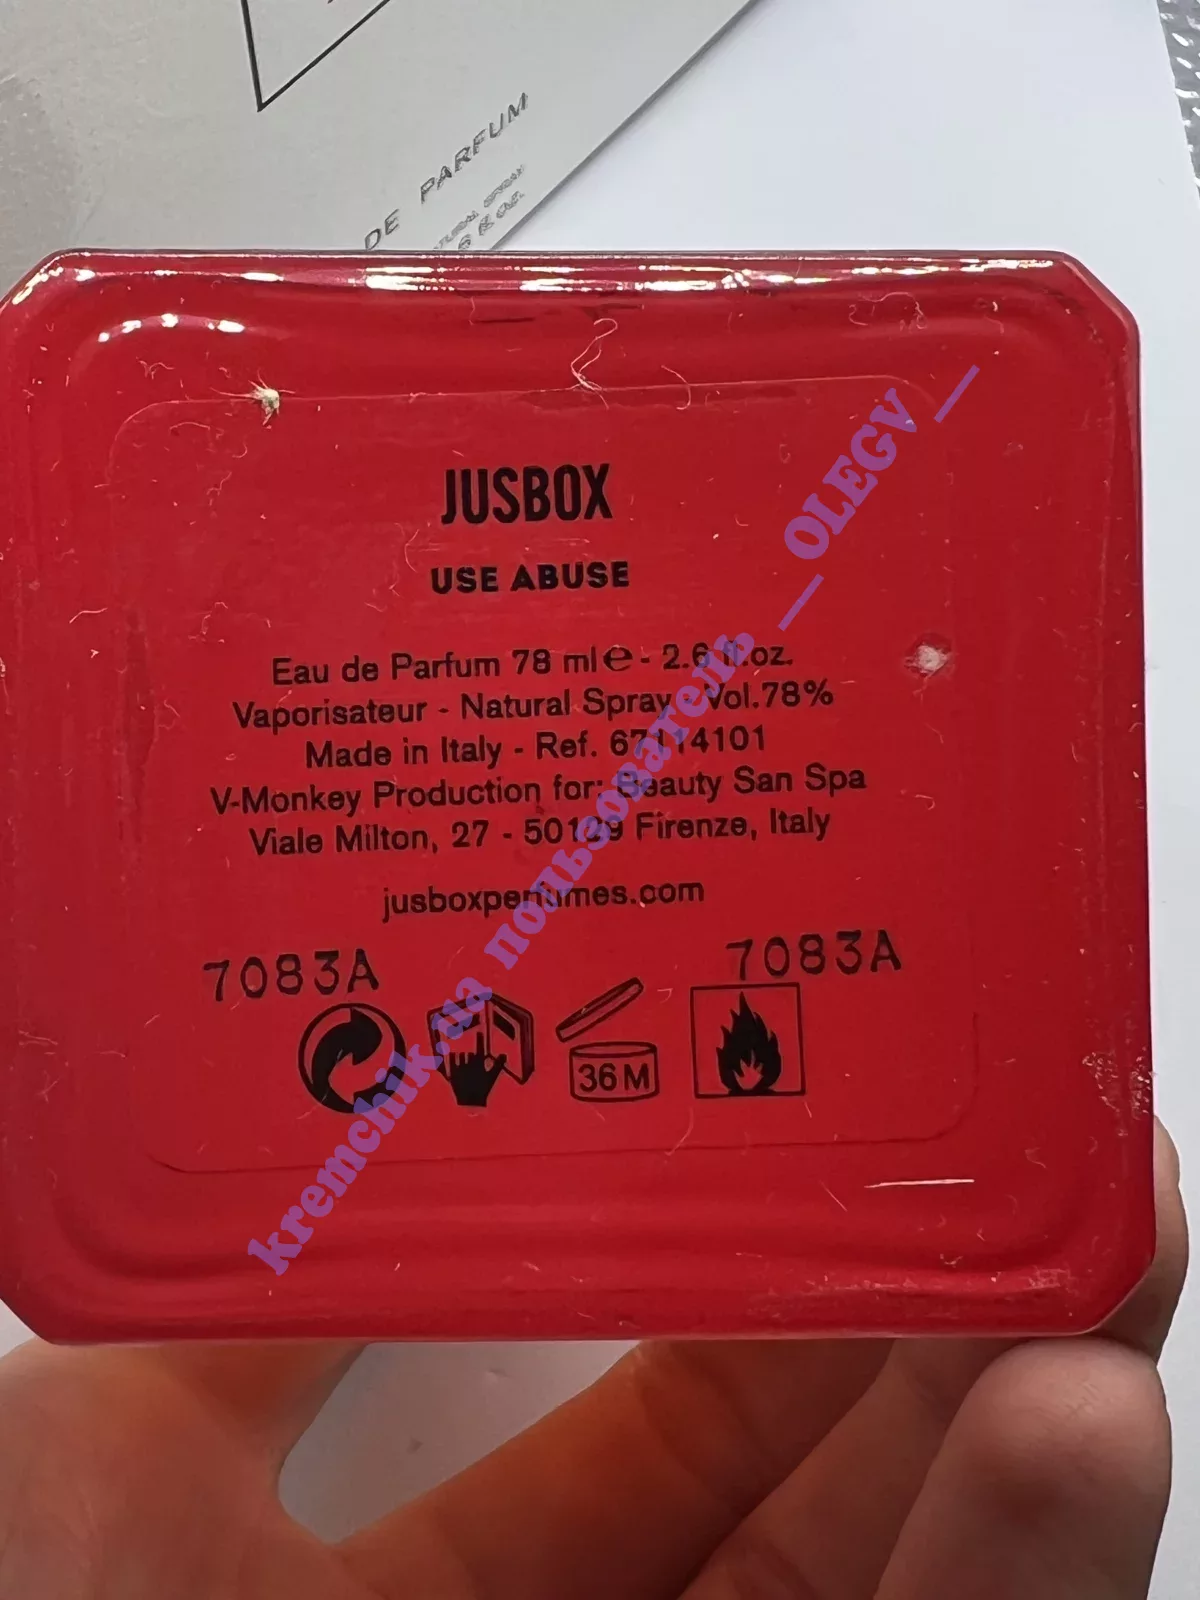 DE PARFUM
JUSBOX
USE ABUSE
Eau de Parfum 78 ml℮ - 2.6 fl.oz.
Vaporisateur - Natural Spray - Vol.78%
Made in Italy - Ref. 67114101
V-Monkey Production for: Beauty San Spa
Viale Milton, 27 - 50129 Firenze, Italy
jusboxperfumes.com
7083A 7083A
36 M
kremchik.ua пользователь __OLEGV__